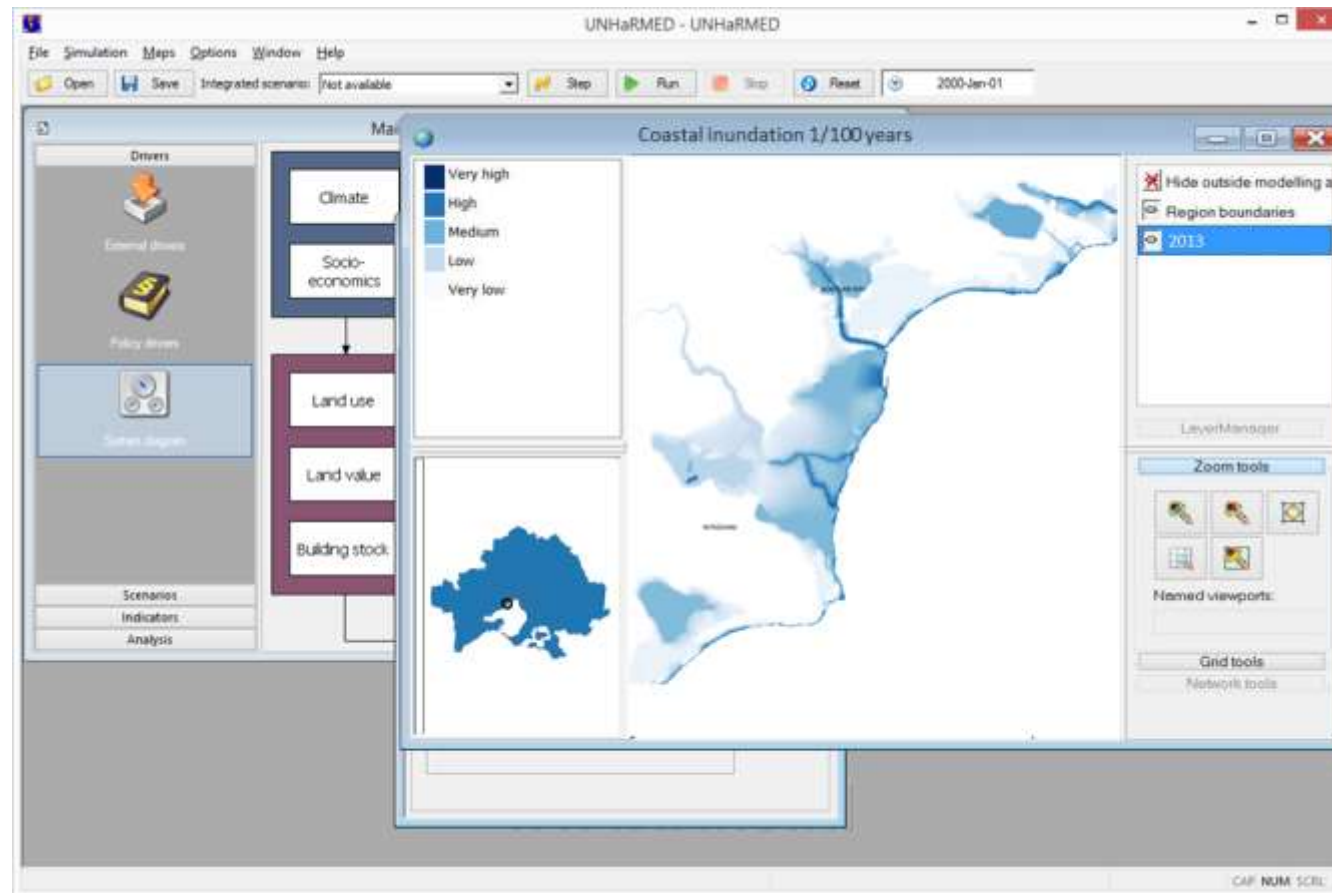 UNHaRMED - UNHaRMED
File Simulation Maps Options Window Help
Open Save Integrated scenario: Not available Step Run Stop Reset 2000-Jan-01
Mai
Drivers
External drivers
Policy drivers
System diagram
Scenarios
Indicators
Analysis
Climate
Socio-
economics
Land use
Land value
Building stock
Coastal inundation 1/100 years
Very high
High
Medium
Low
Very low
Hide outside modelling a
Region boundaries
2013
LayerManager
Zoom tools
Named viewports:
Grid tools
Network tools
CAP NUM SCRL